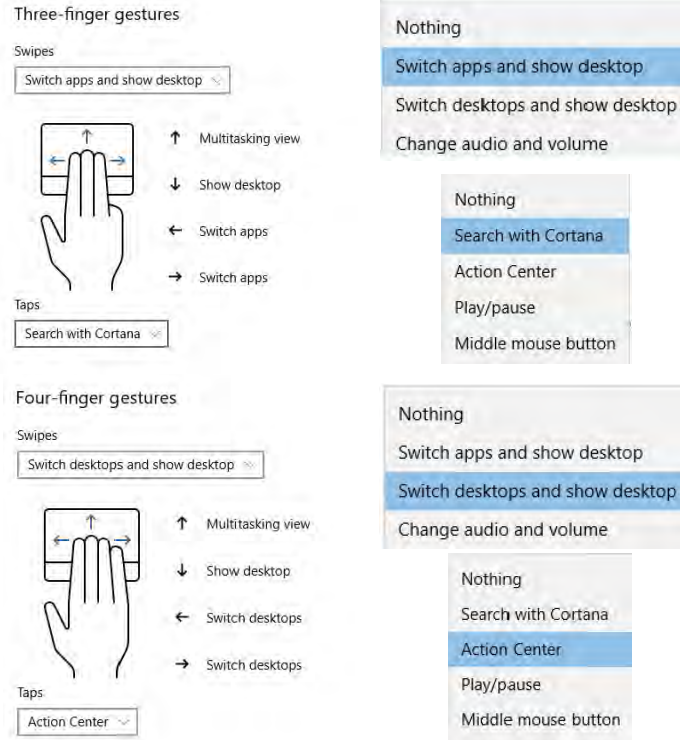 Three-finger gestures
Swipes
Switch apps and show desktop
↑ Multitasking view
↓ Show desktop
← Switch apps
→ Switch apps
Taps
Search with Cortana
Nothing
Switch apps and show desktop
Switch desktops and show desktop
Change audio and volume
Nothing
Search with Cortana
Action Center
Play/pause
Middle mouse button
Four-finger gestures
Swipes
Switch desktops and show desktop
↑ Multitasking view
↓ Show desktop
← Switch desktops
→ Switch desktops
Taps
Action Center
Nothing
Switch apps and show desktop
Switch desktops and show desktop
Change audio and volume
Nothing
Search with Cortana
Action Center
Play/pause
Middle mouse button